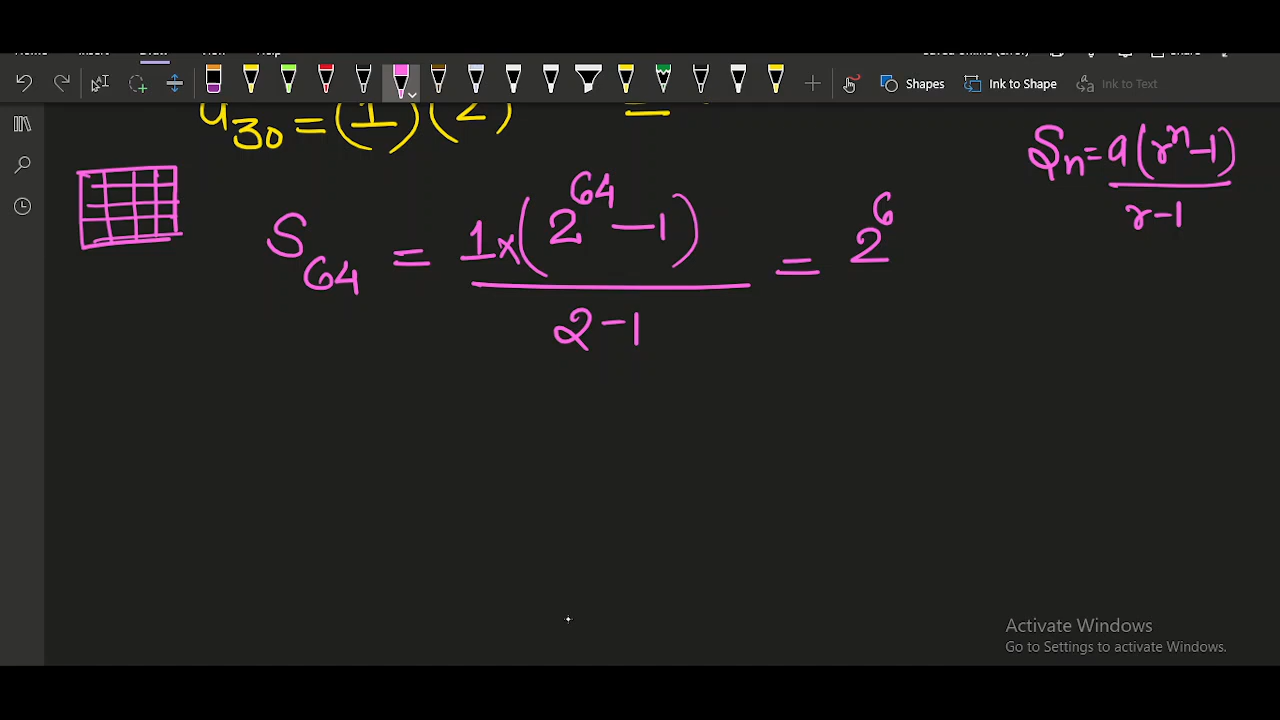 Shapes Ink to Shape Ink to Text
u30 = (1)(2)
Sn = a(r^n-1)
r-1
S64 = 1×(2^64-1) = 2^6
2-1
Activate Windows
Go to Settings to activate Windows.